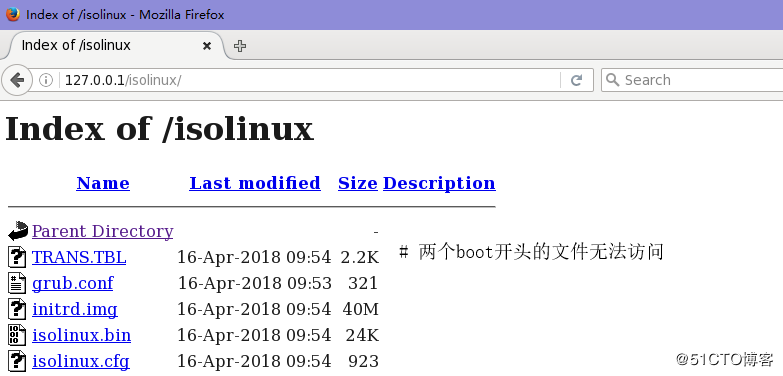 Index of /isolinux - Mozilla Firefox
Index of /isolinux
127.0.0.1/isolinux/
Search
Index of /isolinux
Name Last modified Size Description
Parent Directory -
TRANS.TBL 16-Apr-2018 09:54 2.2K
# 两个boot开头的文件无法访问
grub.conf 16-Apr-2018 09:53 321
initrd.img 16-Apr-2018 09:54 40M
isolinux.bin 16-Apr-2018 09:54 24K
isolinux.cfg 16-Apr-2018 09:54 923
@51CTO博客